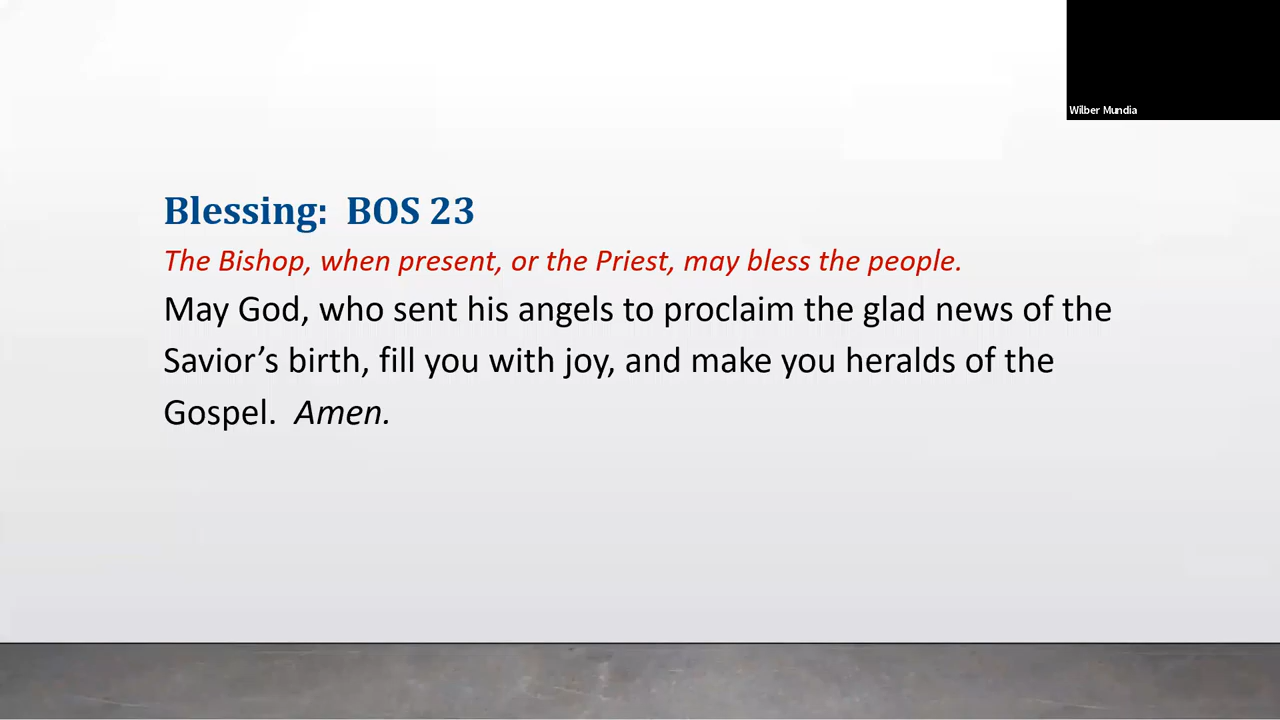 Wilber Mundia
Blessing:  BOS 23
The Bishop, when present, or the Priest, may bless the people.
May God, who sent his angels to proclaim the glad news of the
Savior’s birth, fill you with joy, and make you heralds of the
Gospel.  Amen.